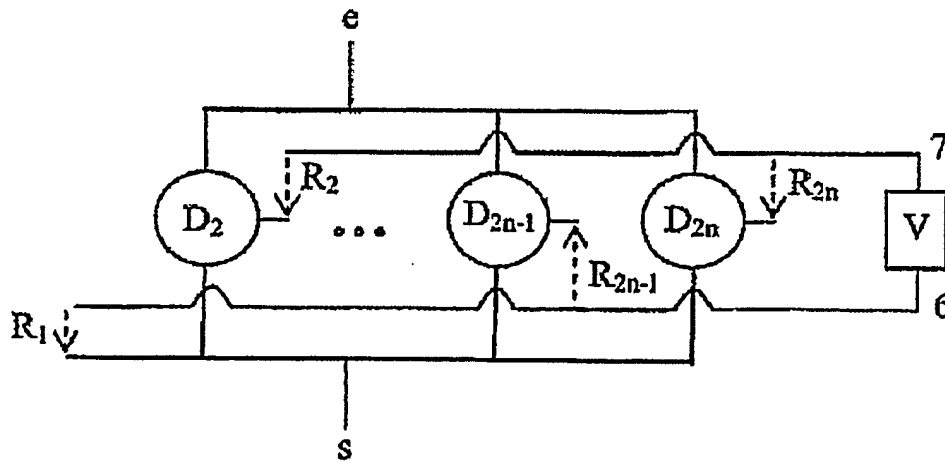 e
7
R₂
R₂ₙ
D₂
...
D₂ₙ₋₁
D₂ₙ
V
R₂ₙ₋₁
6
R₁
s